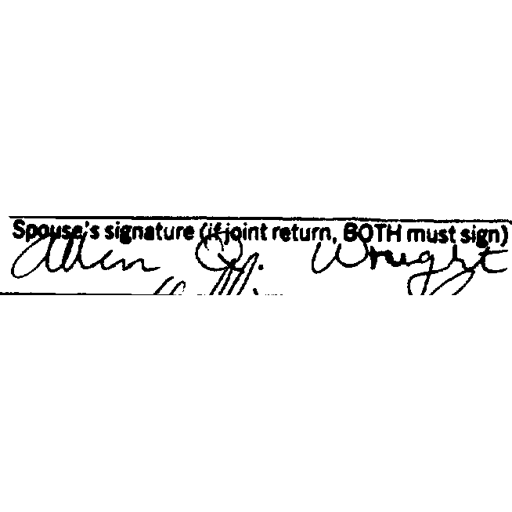 Spouse's signature (if joint return, BOTH must sign)
Allen Q. Wright